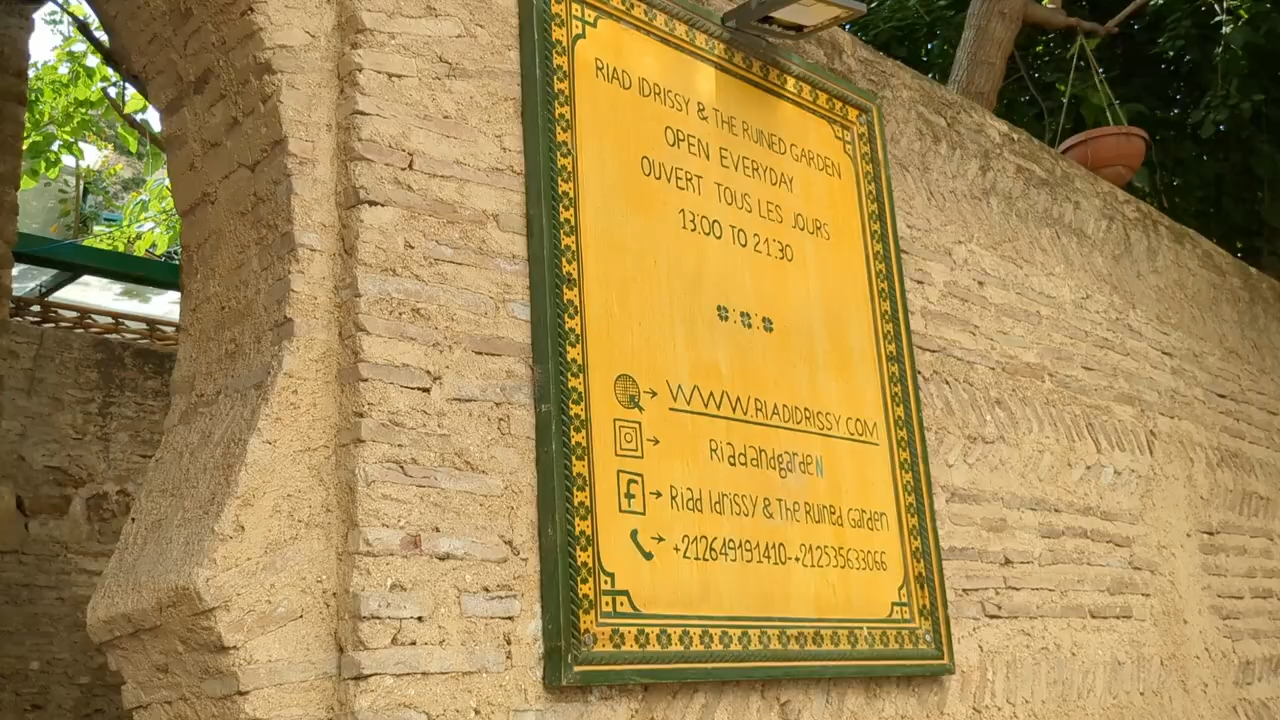 RIAD IDRISSY & THE RUINED GARDEN
OPEN EVERYDAY
OUVERT TOUS LES JOURS
13:00 TO 21:30
WWW.RIADIDRISSY.COM
RiadandgardeN
Riad Idrissy & The Ruined Garden
+212649191410-+212535633066